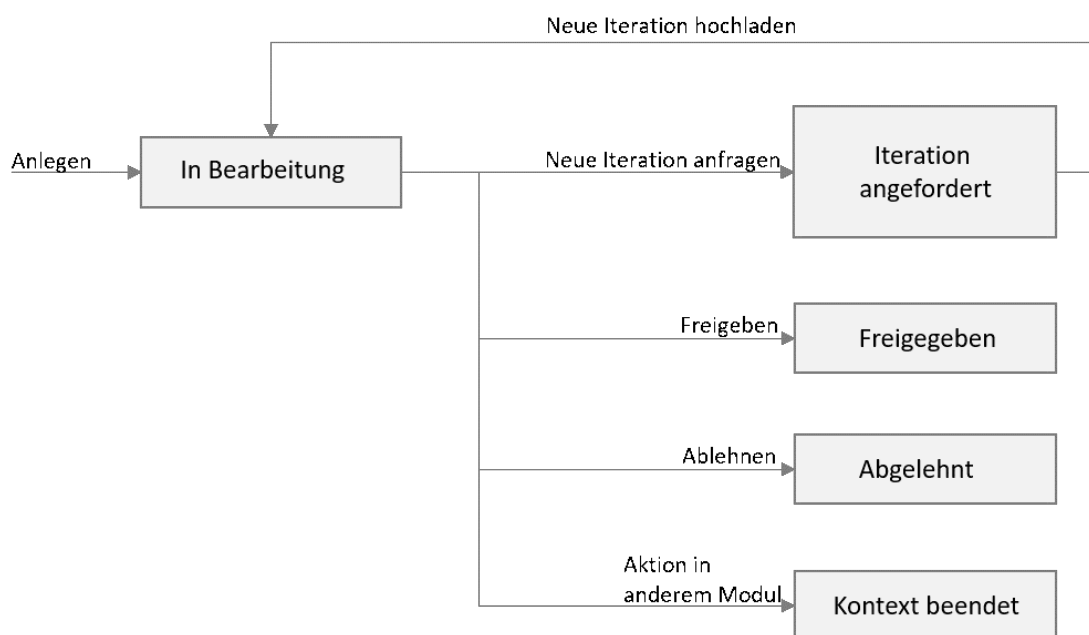 Neue Iteration hochladen
Anlegen
In Bearbeitung
Neue Iteration anfragen
Iteration
angefordert
Freigeben
Freigegeben
Ablehnen
Abgelehnt
Aktion in
anderem Modul
Kontext beendet